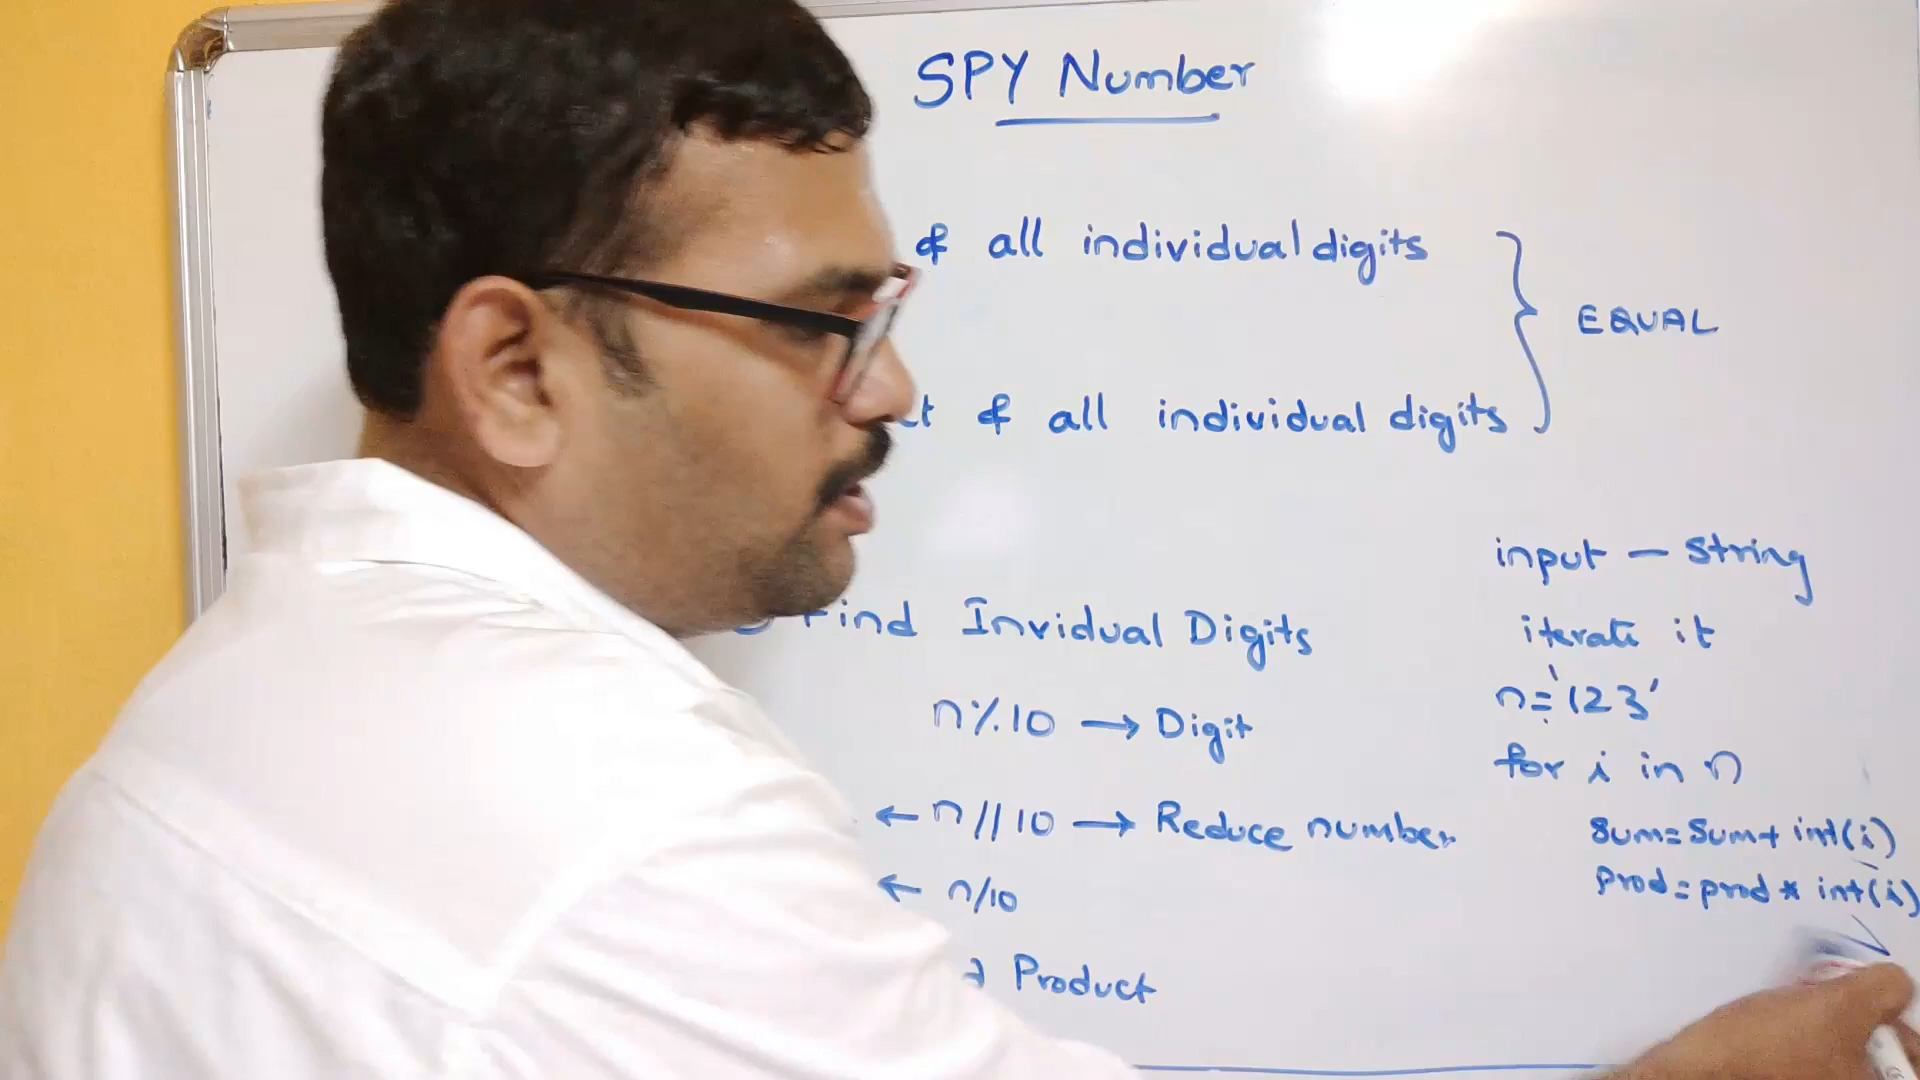 SPY Number
of all individual digits
EQUAL
of all individual digits
Find Invidual Digits
n%10 → Digit
← n//10 → Reduce number
← n/10
Product
input - string
iterate it
n='123'
for i in n
sum=sum+int(i)
prod=prod*int(i)